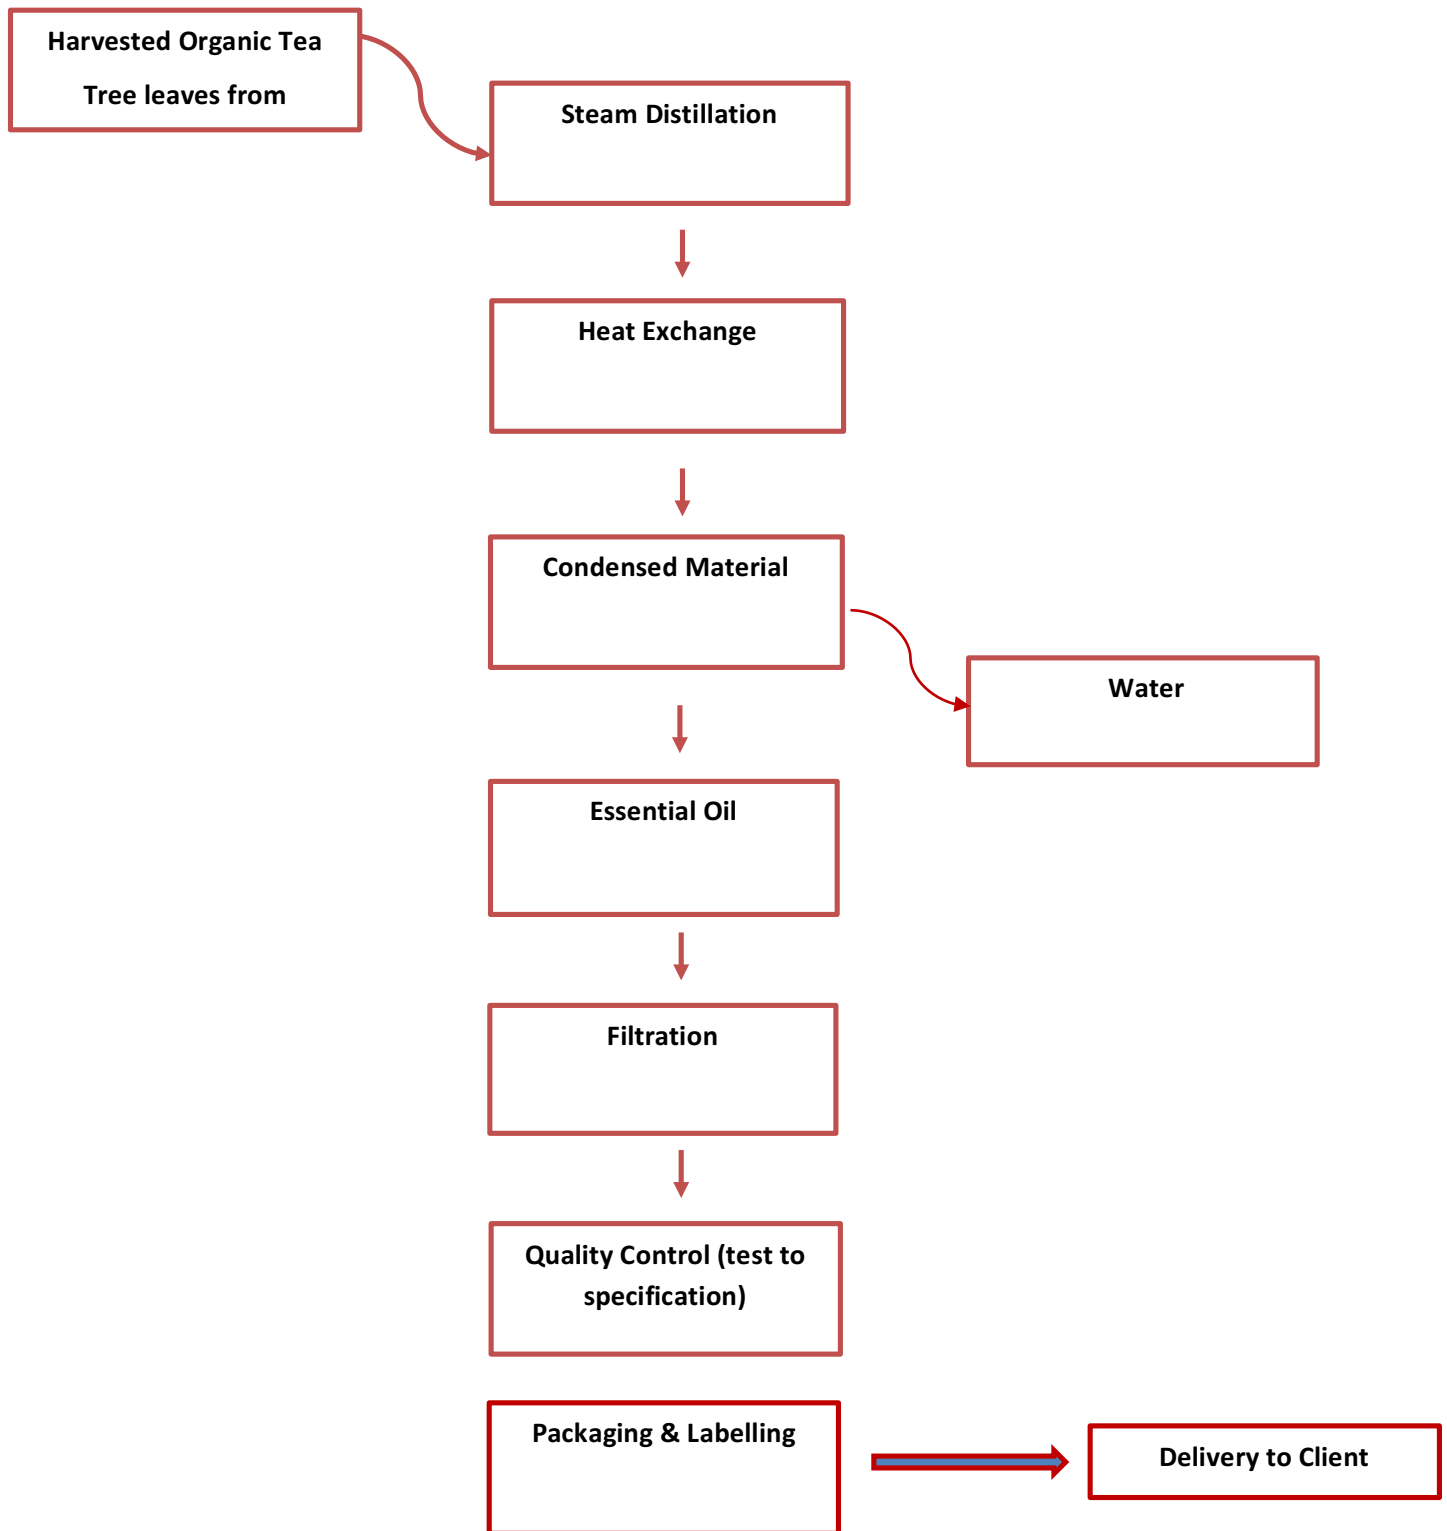 Harvested Organic Tea
Tree leaves from
Steam Distillation
Heat Exchange
Condensed Material
Water
Essential Oil
Filtration
Quality Control (test to
specification)
Packaging & Labelling
Delivery to Client